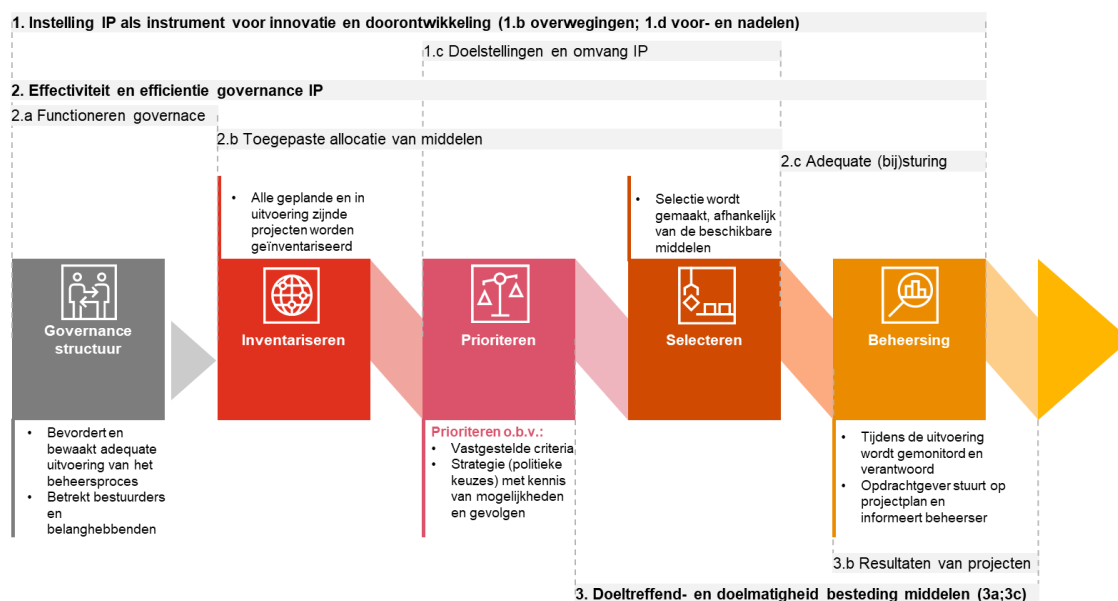 1. Instelling IP als instrument voor innovatie en doorontwikkeling (1.b overwegingen; 1.d voor- en nadelen)
1.c Doelstellingen en omvang IP
2. Effectiviteit en efficientie governance IP
2.a Functioneren governace
2.b Toegepaste allocatie van middelen
2.c Adequate (bij)sturing
• Alle geplande en in
uitvoering zijnde
projecten worden
geïnventariseerd
• Selectie wordt
gemaakt, afhankelijk
van de beschikbare
middelen
Governance
structuur
Inventariseren
Prioriteren
Selecteren
Beheersing
• Bevordert en
bewaakt adequate
uitvoering van het
beheersproces
• Betrekt bestuurders
en
belanghebbenden
Prioriteren o.b.v.:
• Vastgestelde criteria
• Strategie (politieke
keuzes) met kennis
van mogelijkheden
en gevolgen
• Tijdens de uitvoering
wordt gemonitord en
verantwoord
• Opdrachtgever stuurt op
projectplan en
informeert beheerser
3.b Resultaten van projecten
3. Doeltreffend- en doelmatigheid besteding middelen (3a;3c)